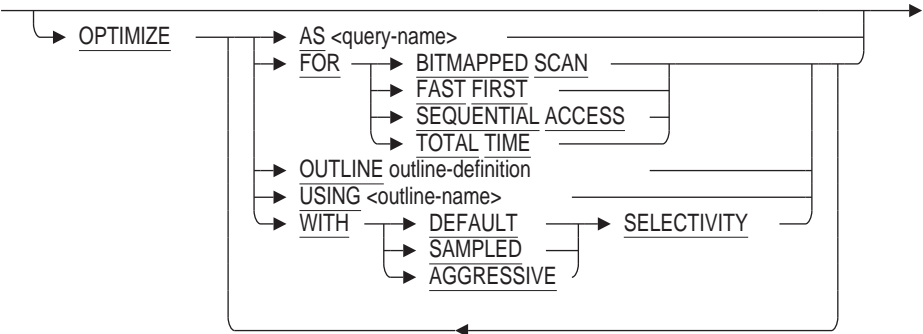 OPTIMIZE AS <query-name>
FOR BITMAPPED SCAN
FAST FIRST
SEQUENTIAL ACCESS
TOTAL TIME
OUTLINE outline-definition
USING <outline-name>
WITH DEFAULT SELECTIVITY
SAMPLED
AGGRESSIVE